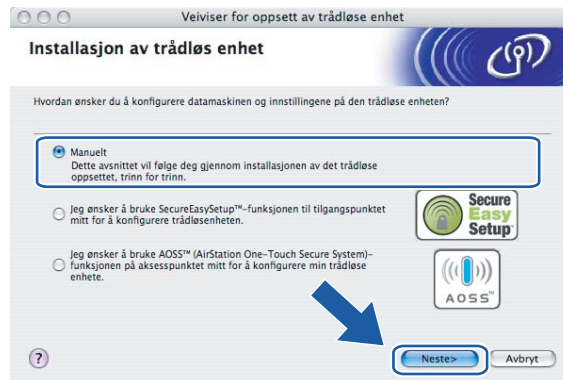 Veiviser for oppsett av trådløse enhet
Installasjon av trådløs enhet
Hvordan ønsker du å konfigurere datamaskinen og innstillingene på den trådløse enheten?
Manuelt
Dette avsnittet vil følge deg gjennom installasjonen av det trådløse
oppsettet, trinn for trinn.
Jeg ønsker å bruke SecureEasySetup™-funksjonen til tilgangspunktet
mitt for å konfigurere trådløsenheten.
Secure
Easy
Setup
Jeg ønsker å bruke AOSS™ (AirStation One-Touch Secure System)-
funksjonen på aksesspunktet mitt for å konfigurere min trådløse
enhete.
AOSS™
?
Neste>
Avbryt